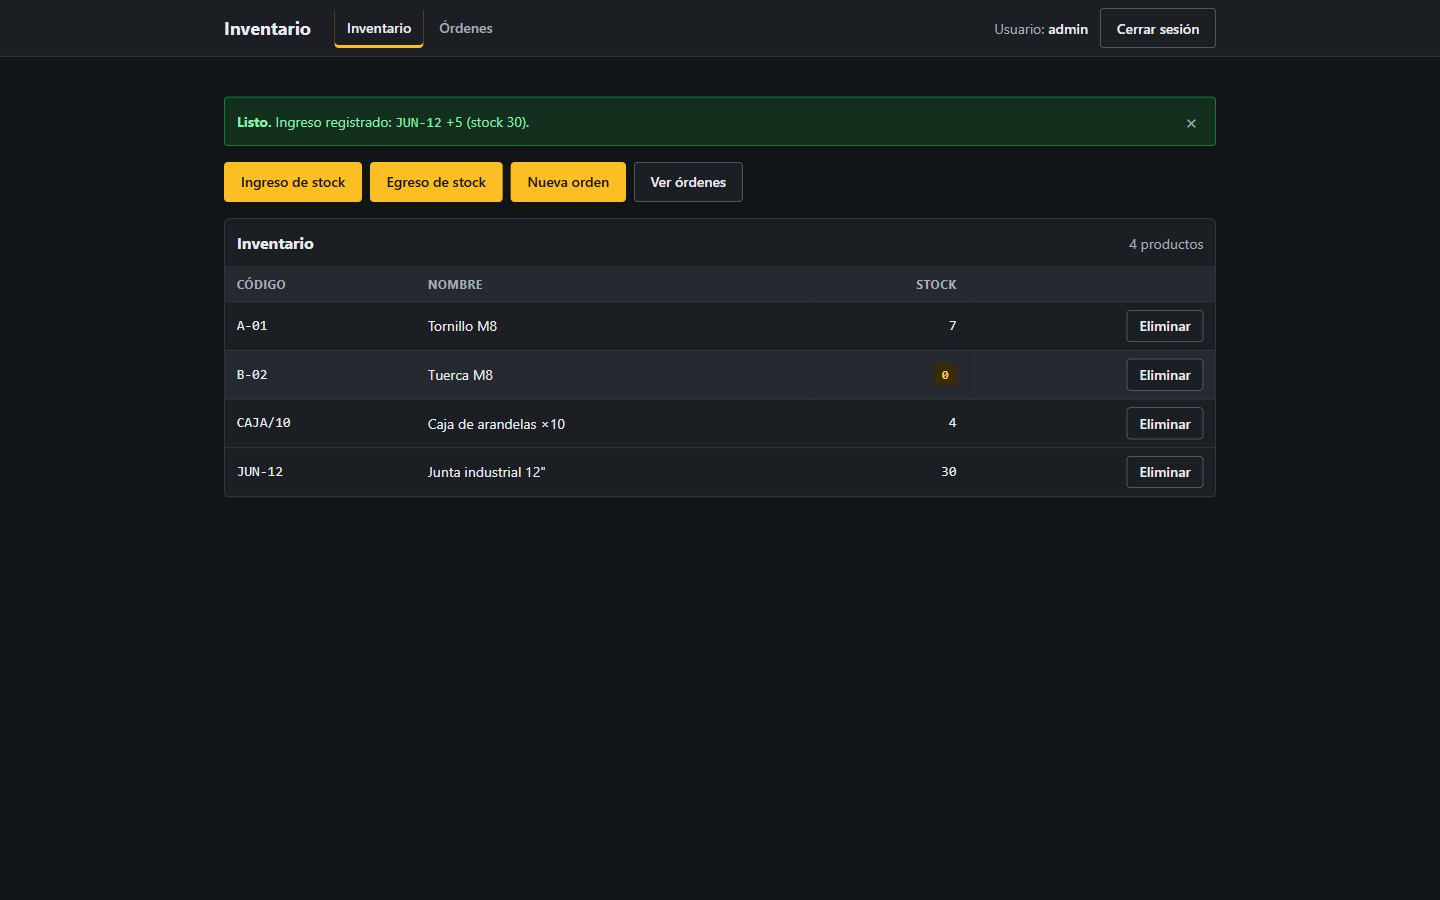 Inventario Inventario Órdenes Usuario: admin Cerrar sesión
Listo. Ingreso registrado: JUN-12 +5 (stock 30). ×
Ingreso de stock Egreso de stock Nueva orden Ver órdenes
Inventario 4 productos
CÓDIGO NOMBRE STOCK
A-01 Tornillo M8 7 Eliminar
B-02 Tuerca M8 0 Eliminar
CAJA/10 Caja de arandelas ×10 4 Eliminar
JUN-12 Junta industrial 12" 30 Eliminar